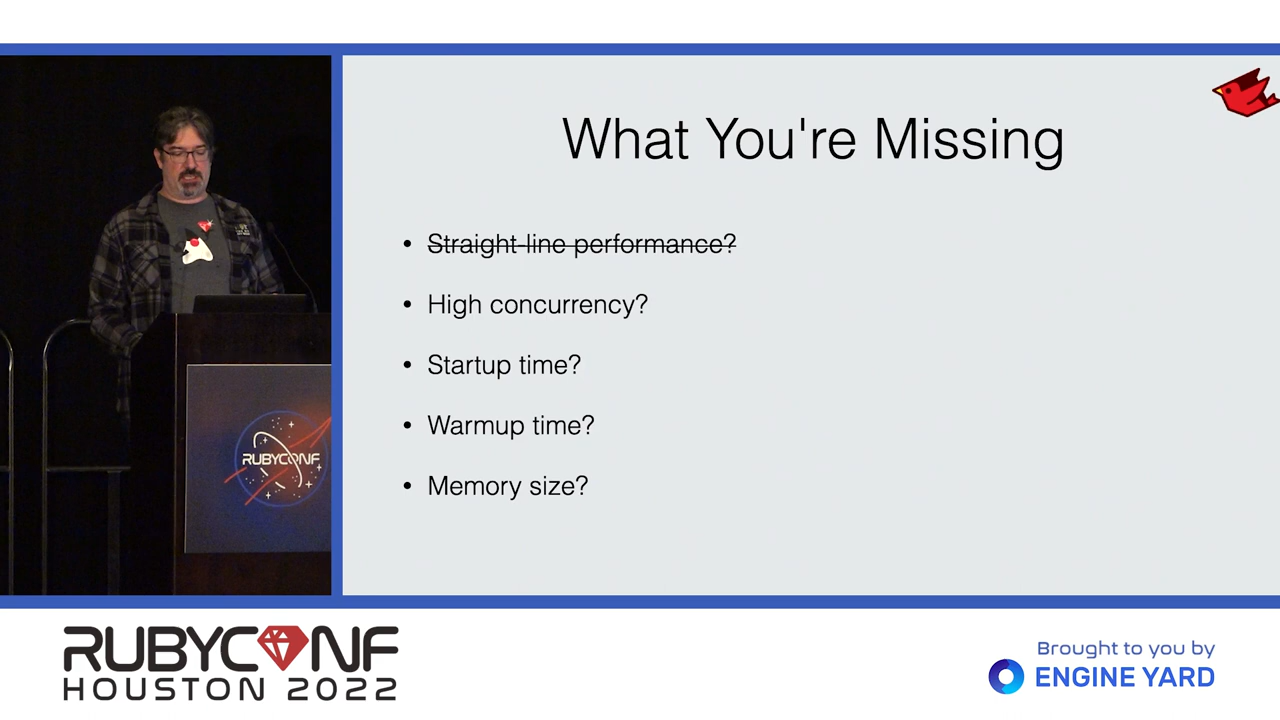 What You're Missing
• Straight-line performance?
• High concurrency?
• Startup time?
• Warmup time?
• Memory size?
RUBYCONF
RUBYCONF
HOUSTON 2022
Brought to you by
ENGINE YARD